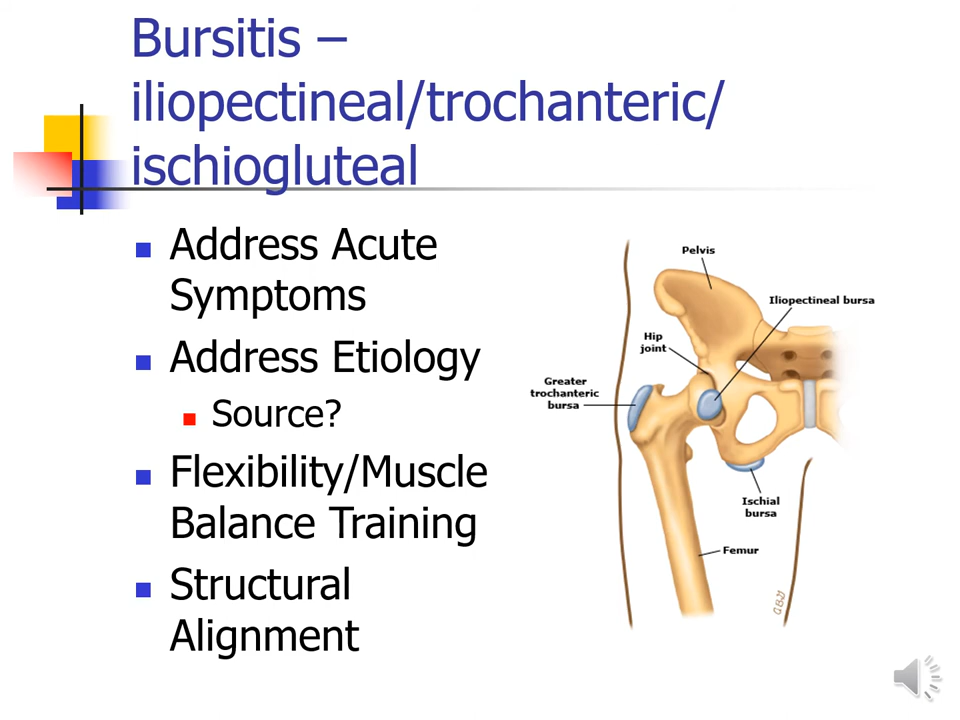 Bursitis –
iliopectineal/trochanteric/
ischiogluteal
Address Acute
Symptoms
Address Etiology
Source?
Flexibility/Muscle
Balance Training
Structural
Alignment
Pelvis
Iliopectineal bursa
Hip
joint
Greater
trochanteric
bursa
Ischial
bursa
Femur